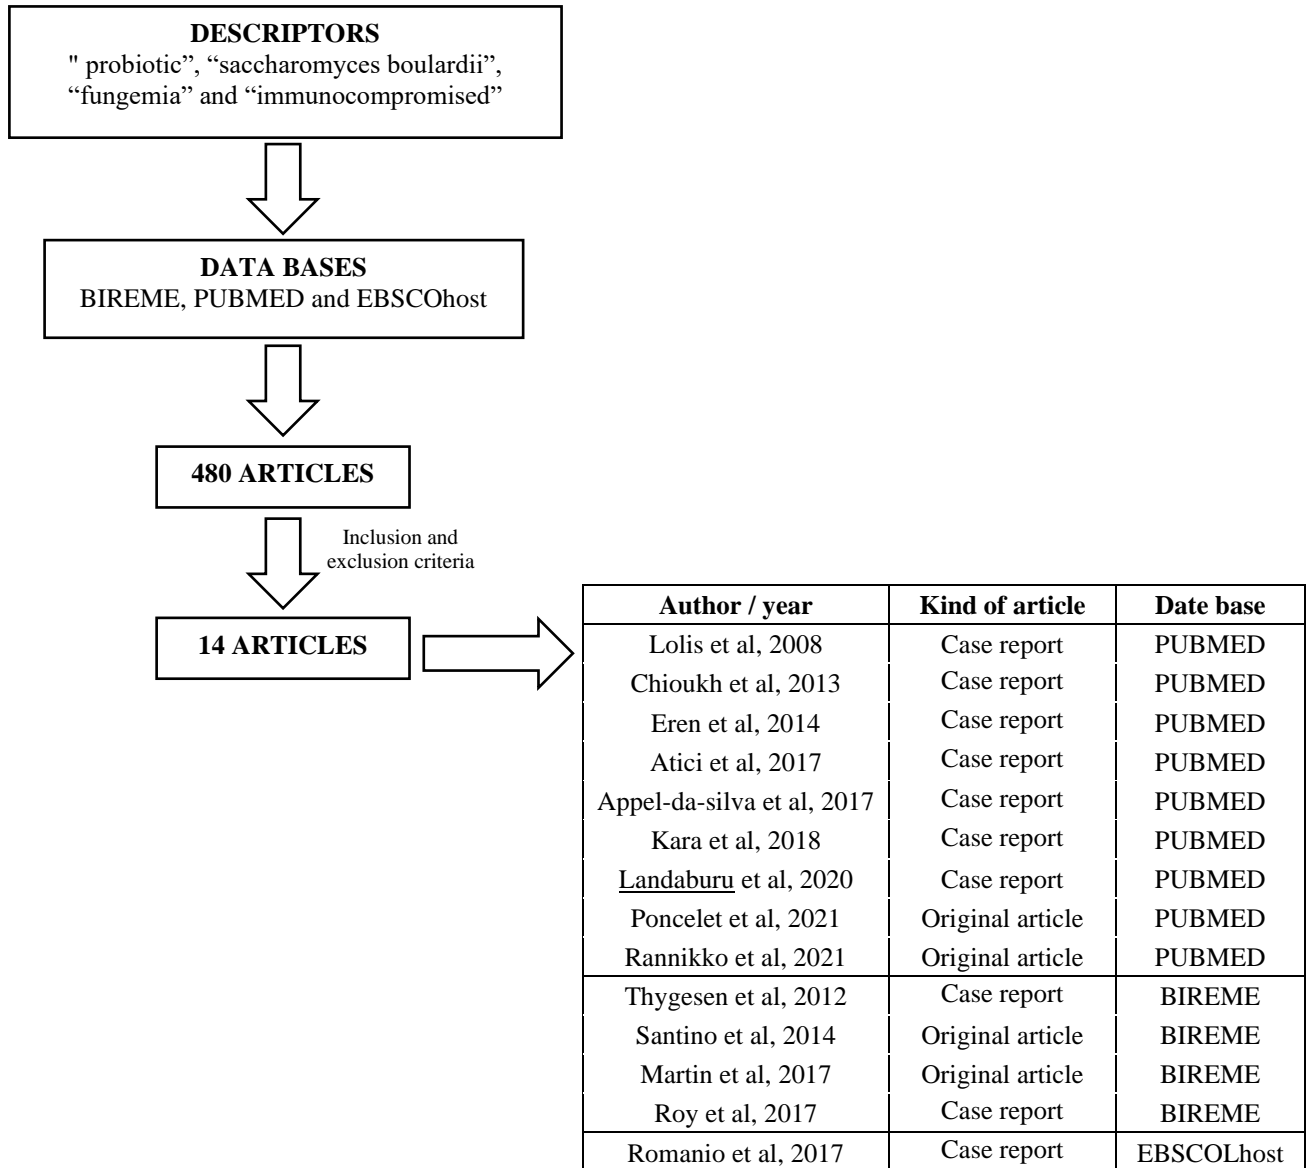 DESCRIPTORS
" probiotic”, “saccharomyces boulardii”,
“fungemia” and “immunocompromised”
DATA BASES
BIREME, PUBMED and EBSCOhost
480 ARTICLES
Inclusion and
exclusion criteria
14 ARTICLES
Author / year Kind of article Date base
Lolis et al, 2008 Case report PUBMED
Chioukh et al, 2013 Case report PUBMED
Eren et al, 2014 Case report PUBMED
Atici et al, 2017 Case report PUBMED
Appel-da-silva et al, 2017 Case report PUBMED
Kara et al, 2018 Case report PUBMED
Landaburu et al, 2020 Case report PUBMED
Poncelet et al, 2021 Original article PUBMED
Rannikko et al, 2021 Original article PUBMED
Thygesen et al, 2012 Case report BIREME
Santino et al, 2014 Original article BIREME
Martin et al, 2017 Original article BIREME
Roy et al, 2017 Case report BIREME
Romanio et al, 2017 Case report EBSCOLhost